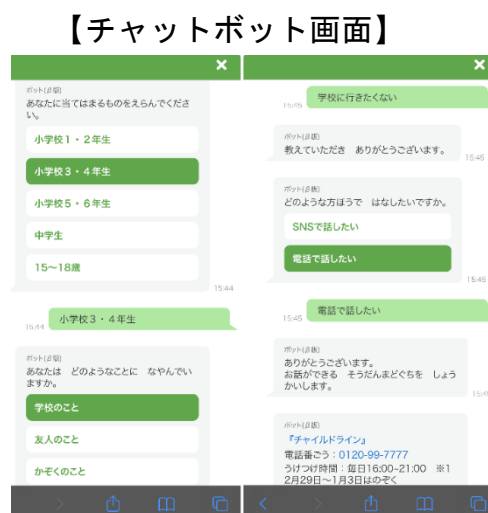 【チャットボット画面】
×
ボット(β版)
あなたに当てはまるものをえらんでくださ
い。
小学校1・2年生
小学校3・4年生
小学校5・6年生
中学生
15～18歳
15:44
小学校3・4年生
15:44
ボット(β版)
あなたは　どのようなことに　なやんでい
ますか。
学校のこと
友人のこと
かぞくのこと
×
学校に行きたくない
15:45
ボット(β版)
教えていただき　ありがとうございます。
15:45
ボット(β版)
どのような方ほうで　はなしたいですか。
SNSで話したい
電話で話したい
15:45
電話で話したい
15:45
ボット(β版)
ありがとうございます。
お話ができる　そうだんまどぐちを　しょう
かいします。
15:45
ボット(β版)
『チャイルドライン』
電話番ごう：0120-99-7777
うけつけ時間：毎日16:00-21:00　※1
2月29日～1月3日はのぞく